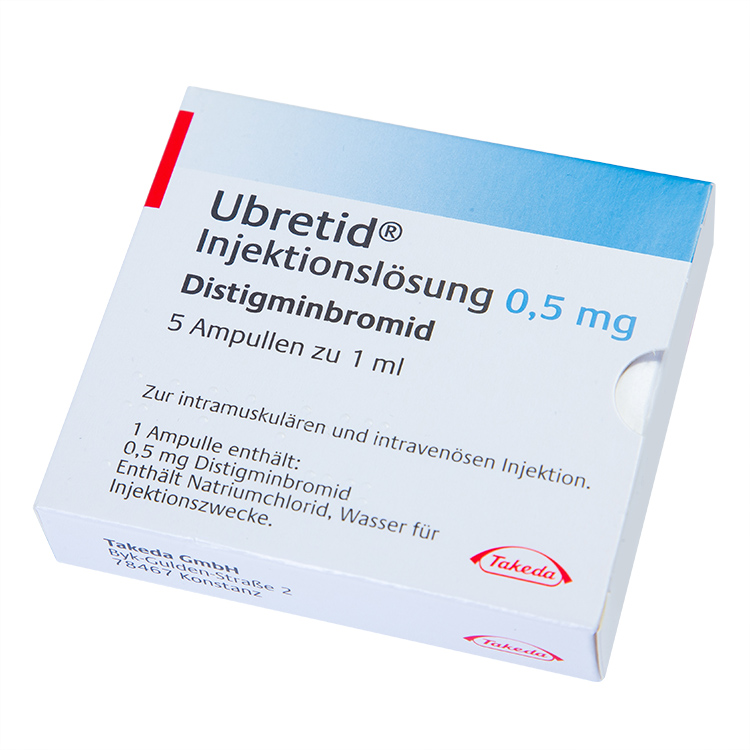 Ubretid®
Injektionslösung 0,5 mg
Distigminbromid
5 Ampullen zu 1 ml
Zur intramuskulären und intravenösen Injektion.
1 Ampulle enthält:
0,5 mg Distigminbromid
Enthält Natriumchlorid, Wasser für
Injektionszwecke.
Takeda
Takeda GmbH
Byk-Gulden-Straße 2
78467 Konstanz
Takeda